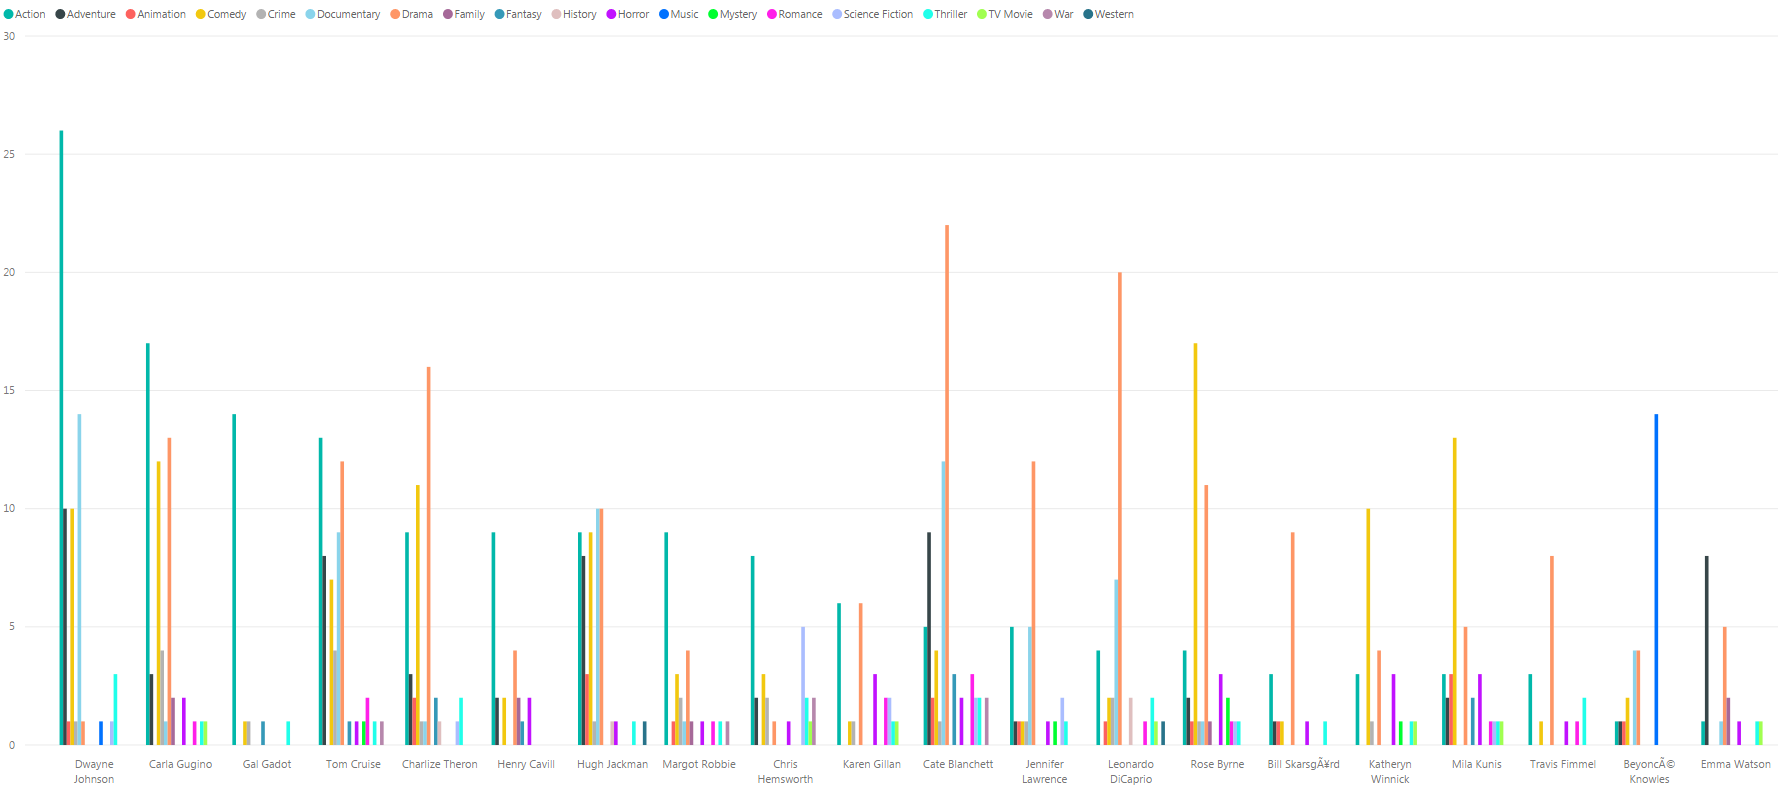 Action Adventure Animation Comedy Crime Documentary Drama Family Fantasy History Horror Music Mystery Romance Science Fiction Thriller TV Movie War Western
30
25
20
15
10
5
0
Dwayne Johnson
Carla Gugino
Gal Gadot
Tom Cruise
Charlize Theron
Henry Cavill
Hugh Jackman
Margot Robbie
Chris Hemsworth
Karen Gillan
Cate Blanchett
Jennifer Lawrence
Leonardo DiCaprio
Rose Byrne
Bill SkarsgÃ¥rd
Katheryn Winnick
Mila Kunis
Travis Fimmel
BeyoncÃ© Knowles
Emma Watson